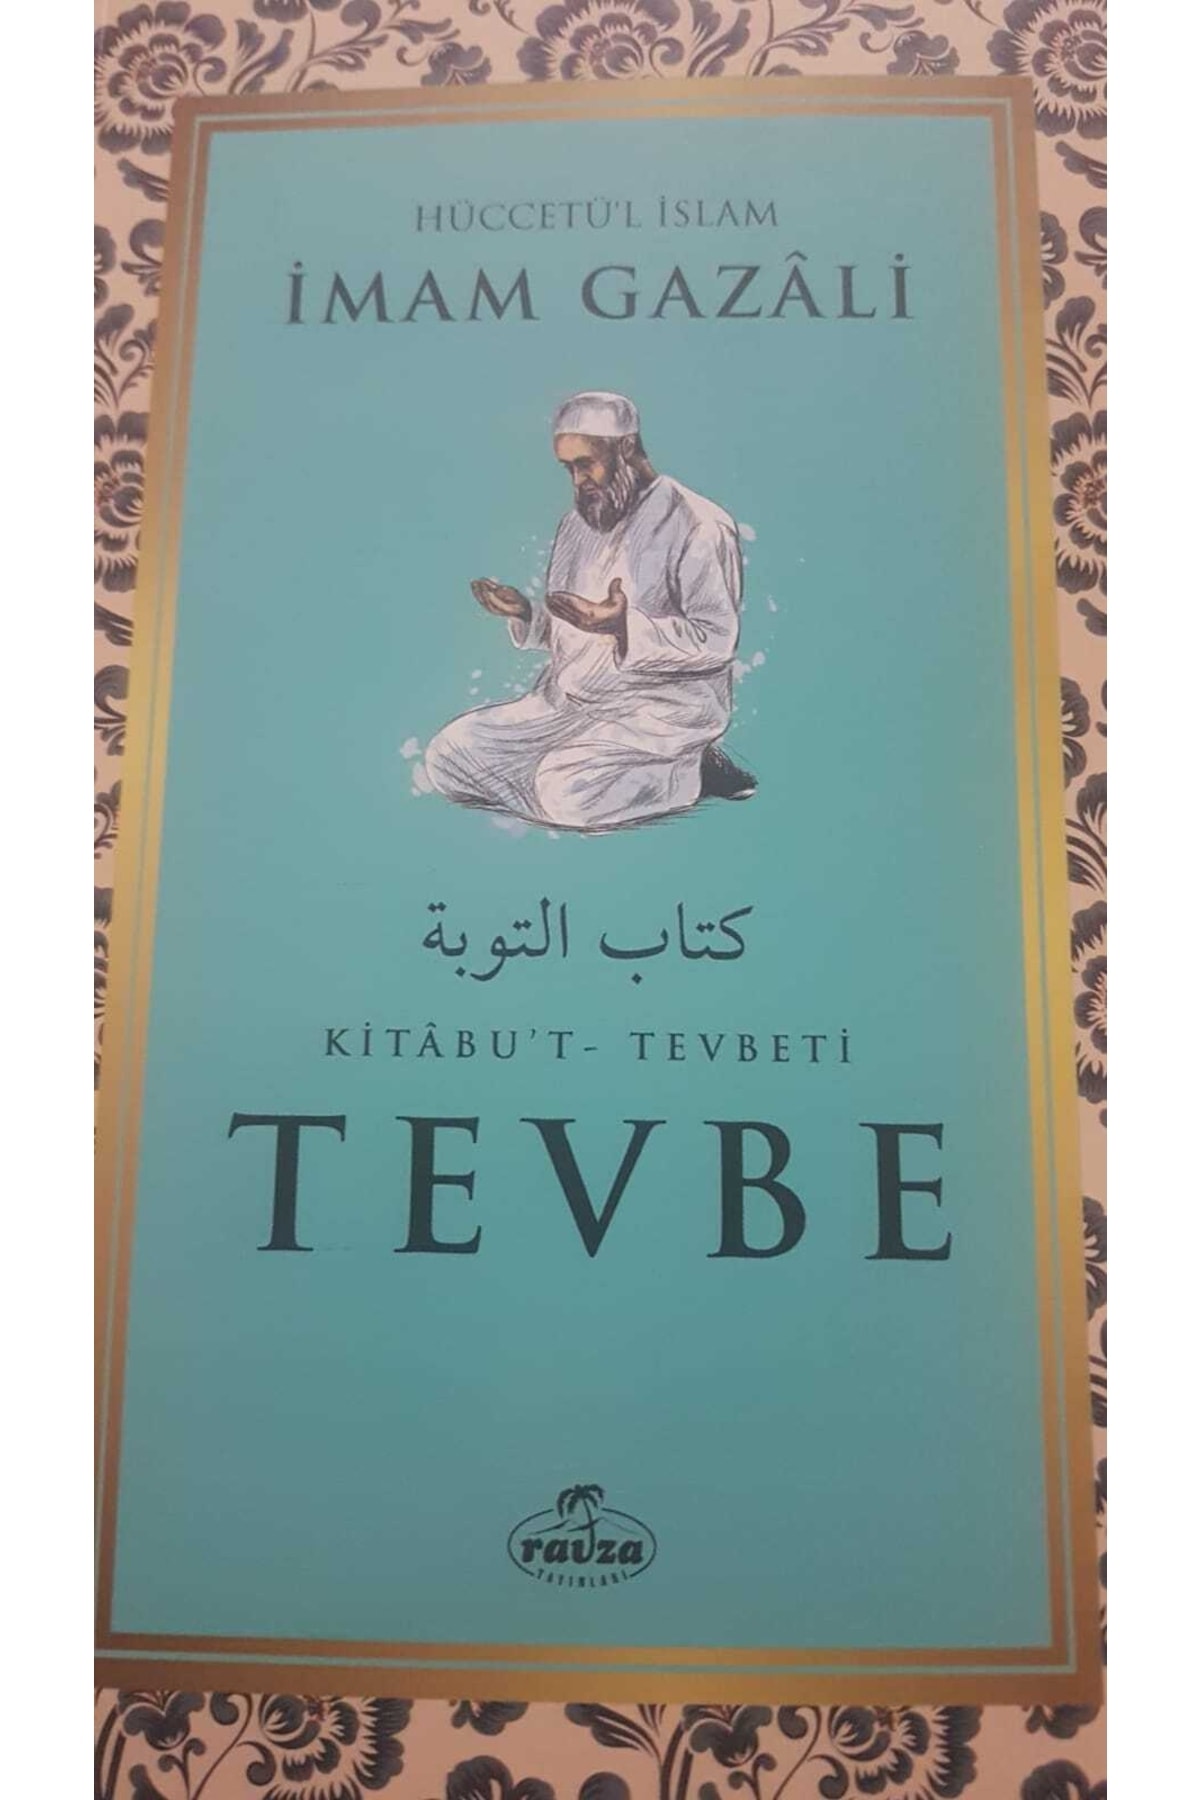 HÜCCETÜ'L İSLAM
İMAM GAZÂLİ
كتاب التوبة
KİTÂBU'T- TEVBETİ
TEVBE
ravza
YAYINLARI